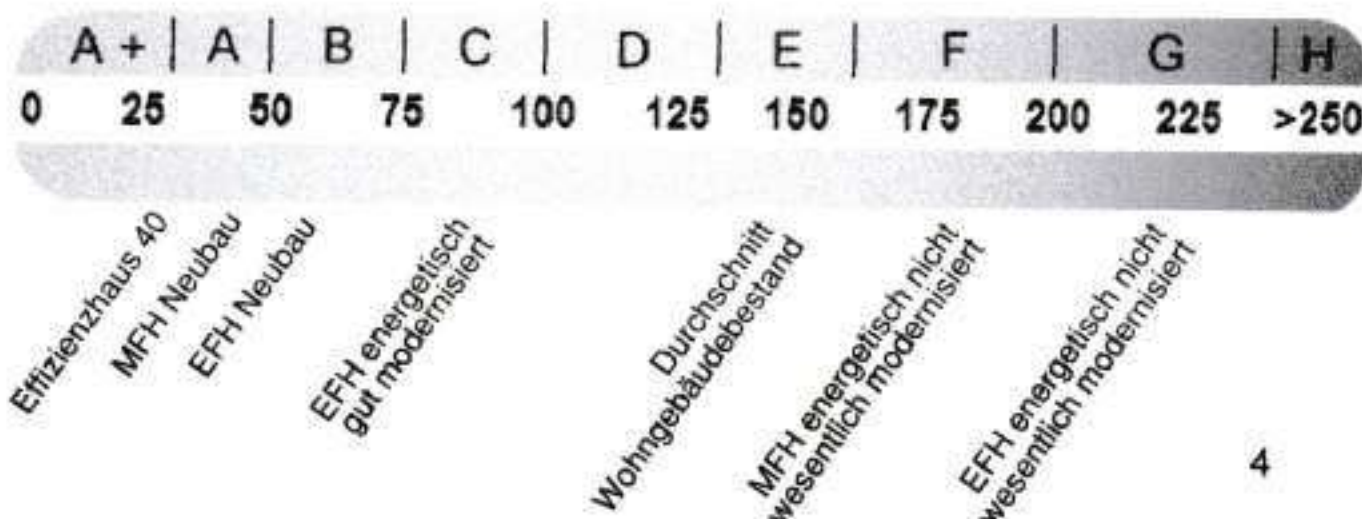 A + | A | B | C | D | E | F | G | H
0 25 50 75 100 125 150 175 200 225 >250
Effizienzhaus 40
MFH Neubau
EFH Neubau
EFH energetisch
gut modernisiert
Durchschnitt
Wohngebäudebestand
MFH energetisch nicht
wesentlich modernisiert
EFH energetisch nicht
wesentlich modernisiert
4